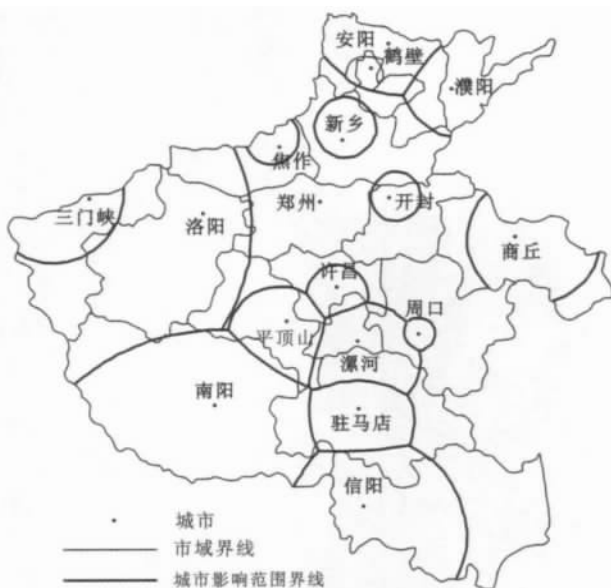 安阳
鹤壁
濮阳
新乡
焦作
三门峡
洛阳
郑州
开封
商丘
许昌
周口
平顶山
漯河
南阳
驻马店
信阳
城市
市域界线
城市影响范围界线